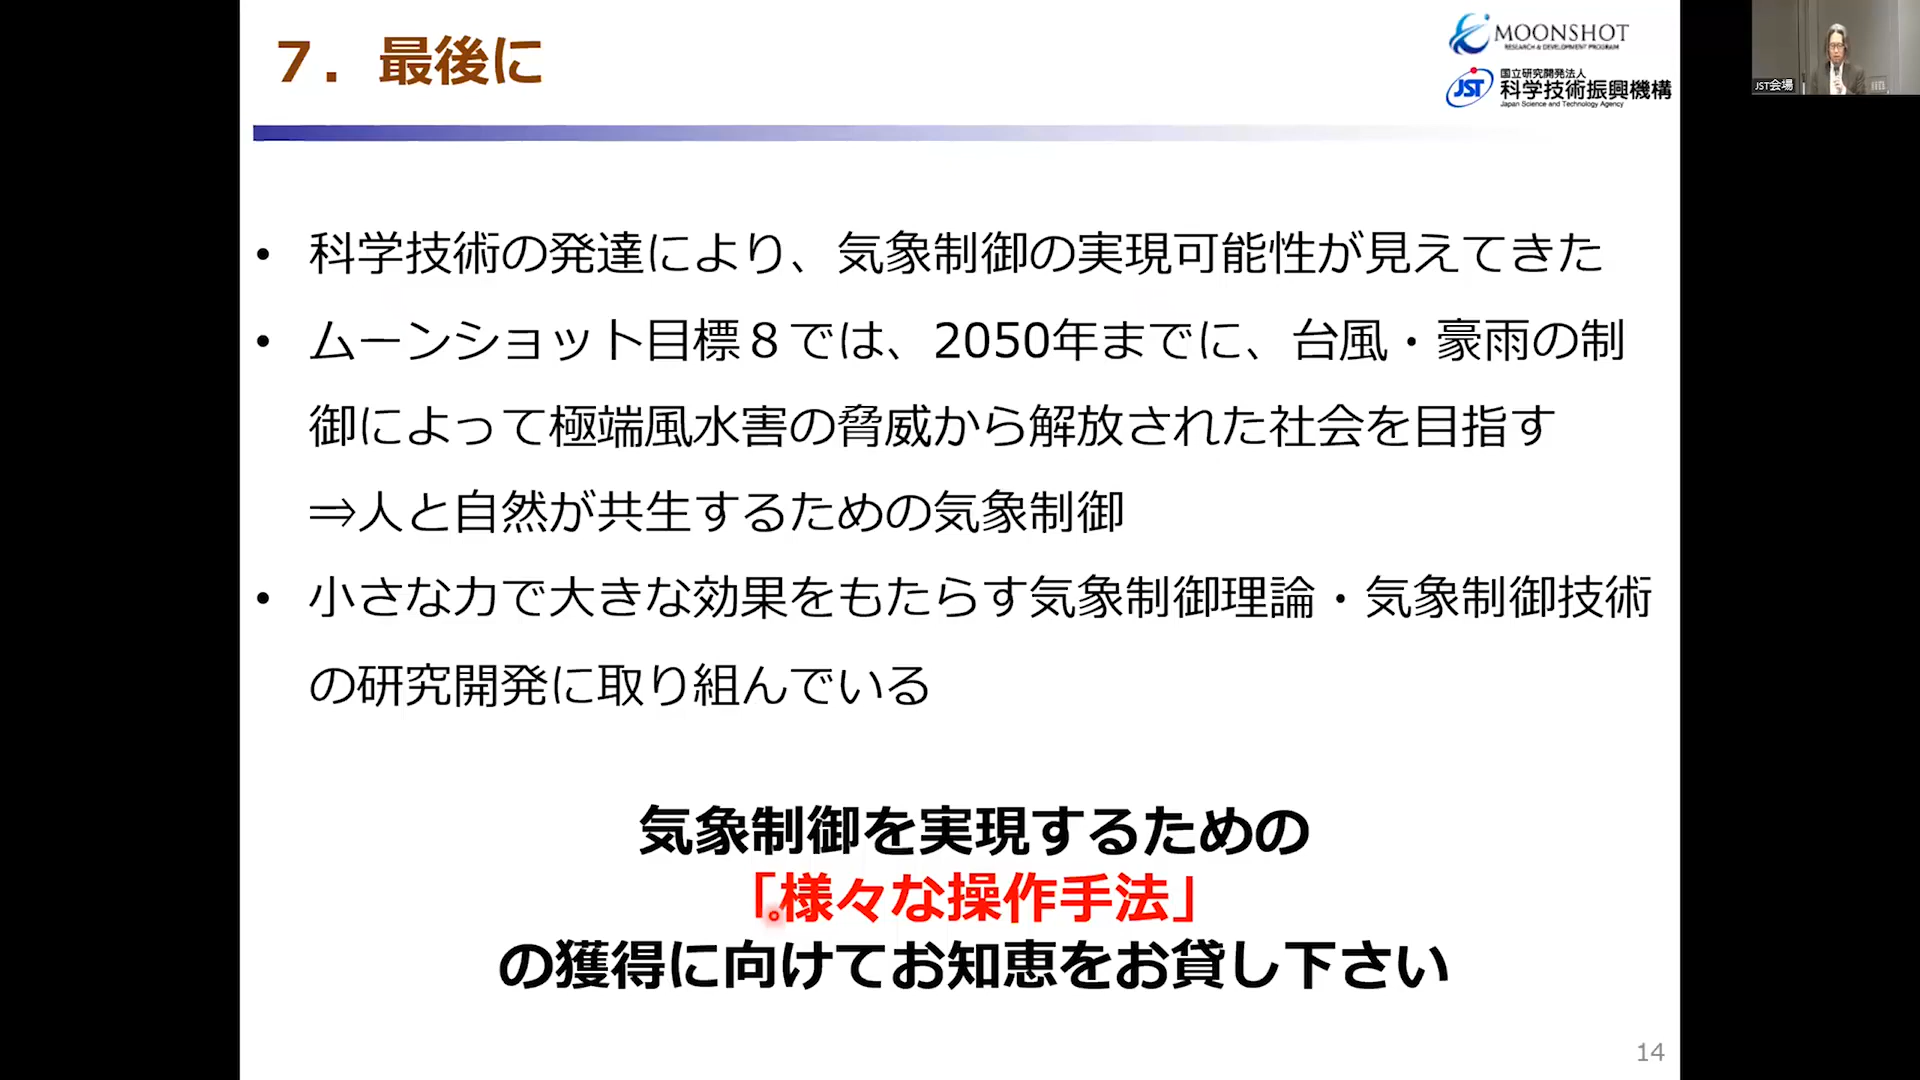 7．最後に
MOONSHOT
RESEARCH & DEVELOPMENT PROGRAM
JST
国立研究開発法人
科学技術振興機構
Japan Science and Technology Agency
JST会場
• 科学技術の発達により、気象制御の実現可能性が見えてきた
• ムーンショット目標８では、2050年までに、台風・豪雨の制
御によって極端風水害の脅威から解放された社会を目指す
⇒人と自然が共生するための気象制御
• 小さな力で大きな効果をもたらす気象制御理論・気象制御技術
の研究開発に取り組んでいる
気象制御を実現するための
「様々な操作手法」
の獲得に向けてお知恵をお貸し下さい
14